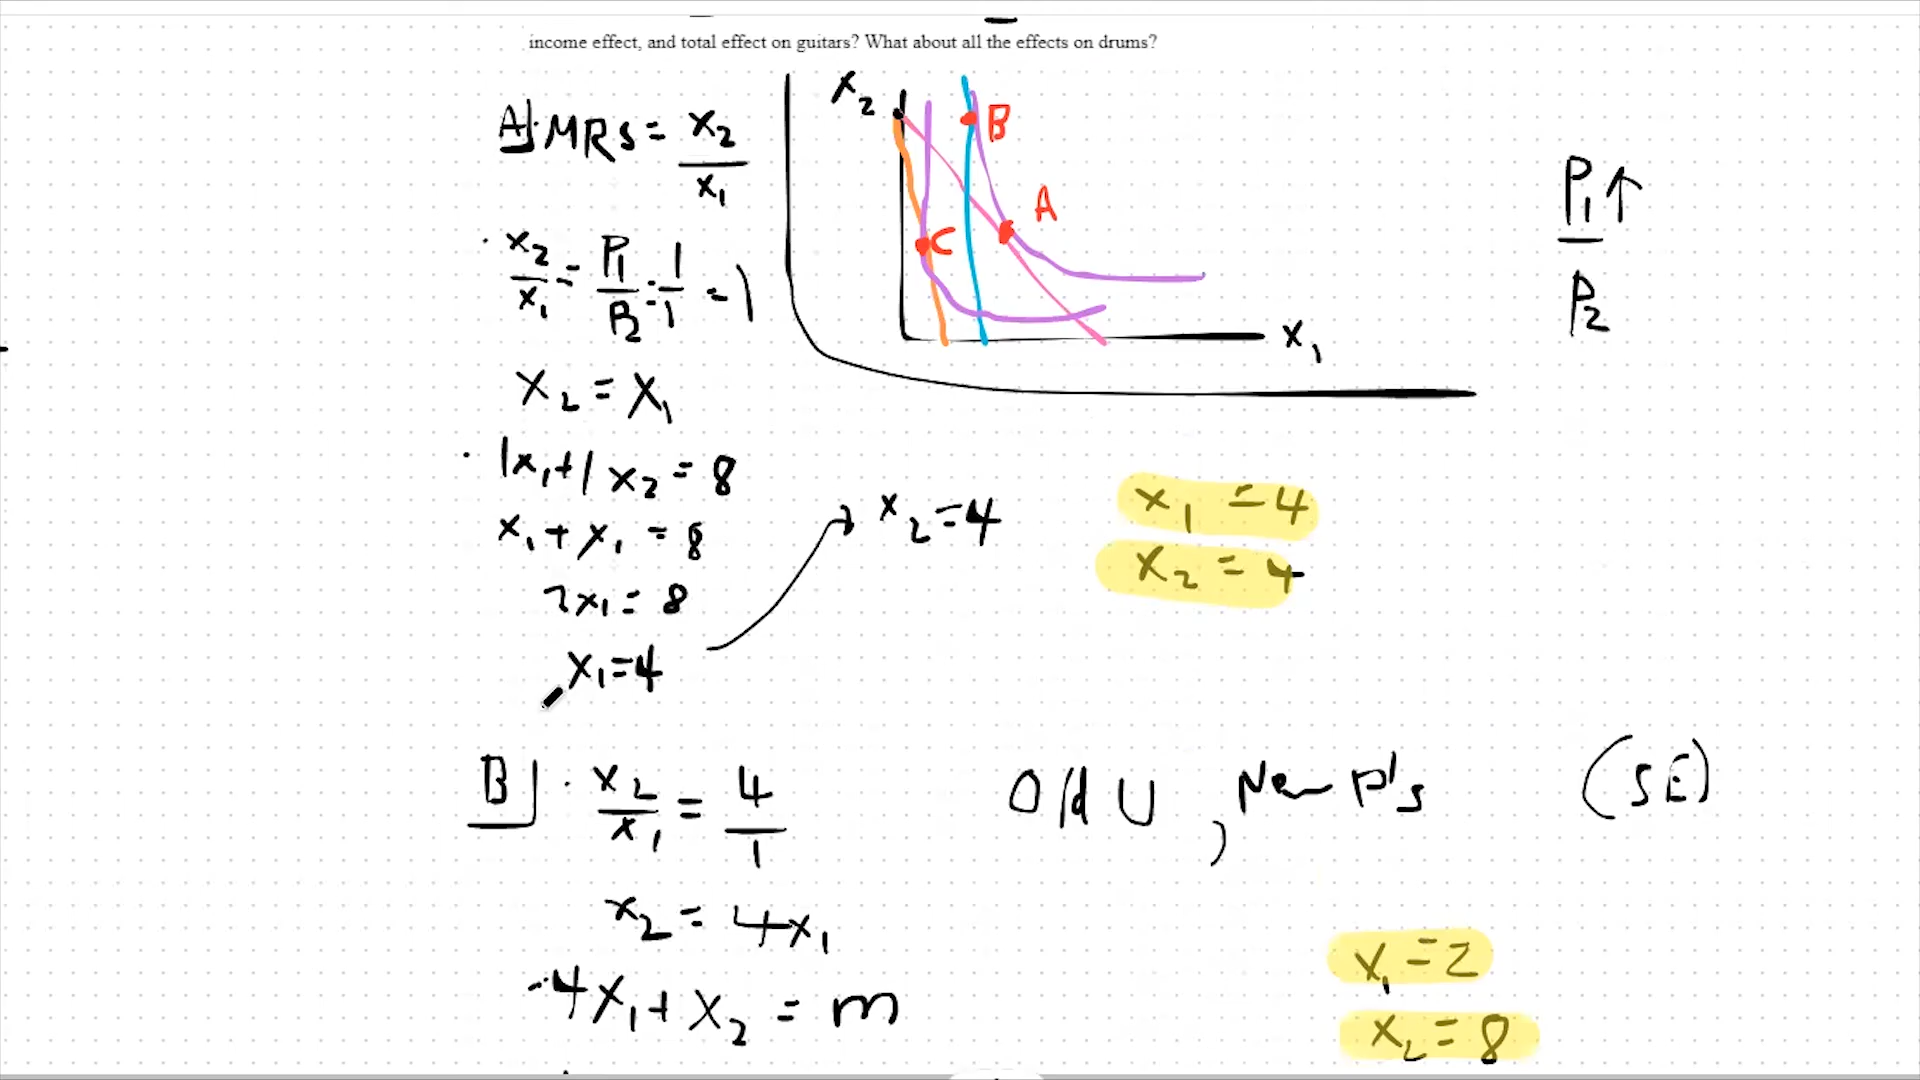 income effect, and total effect on guitars? What about all the effects on drums?
A) MRS = x₂/x₁
x₂/x₁ = P₁/P₂ = 1/1 = 1
x₂ = x₁
1x₁ + 1x₂ = 8
x₁ + x₁ = 8
2x₁ = 8
x₁ = 4
x₂ = 4
x₁ = 4
x₂ = 4
x₂
B
A
C
x₁
P₁↑/P₂
B) x₂/x₁ = 4/1
Old U, New P's (SE)
x₂ = 4x₁
4x₁ + x₂ = m
x₁ = 2
x₂ = 8